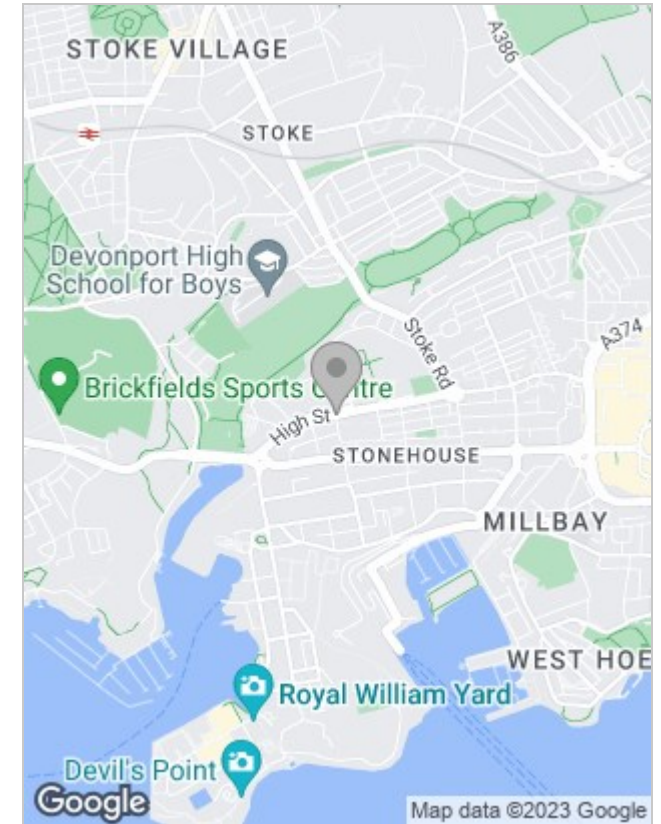 STOKE VILLAGE
A386
STOKE
Devonport High
School for Boys
Stoke Rd
A374
Brickfields Sports Centre
High St
STONEHOUSE
MILLBAY
WEST HOE
Royal William Yard
Devil's Point
Google
Map data ©2023 Google